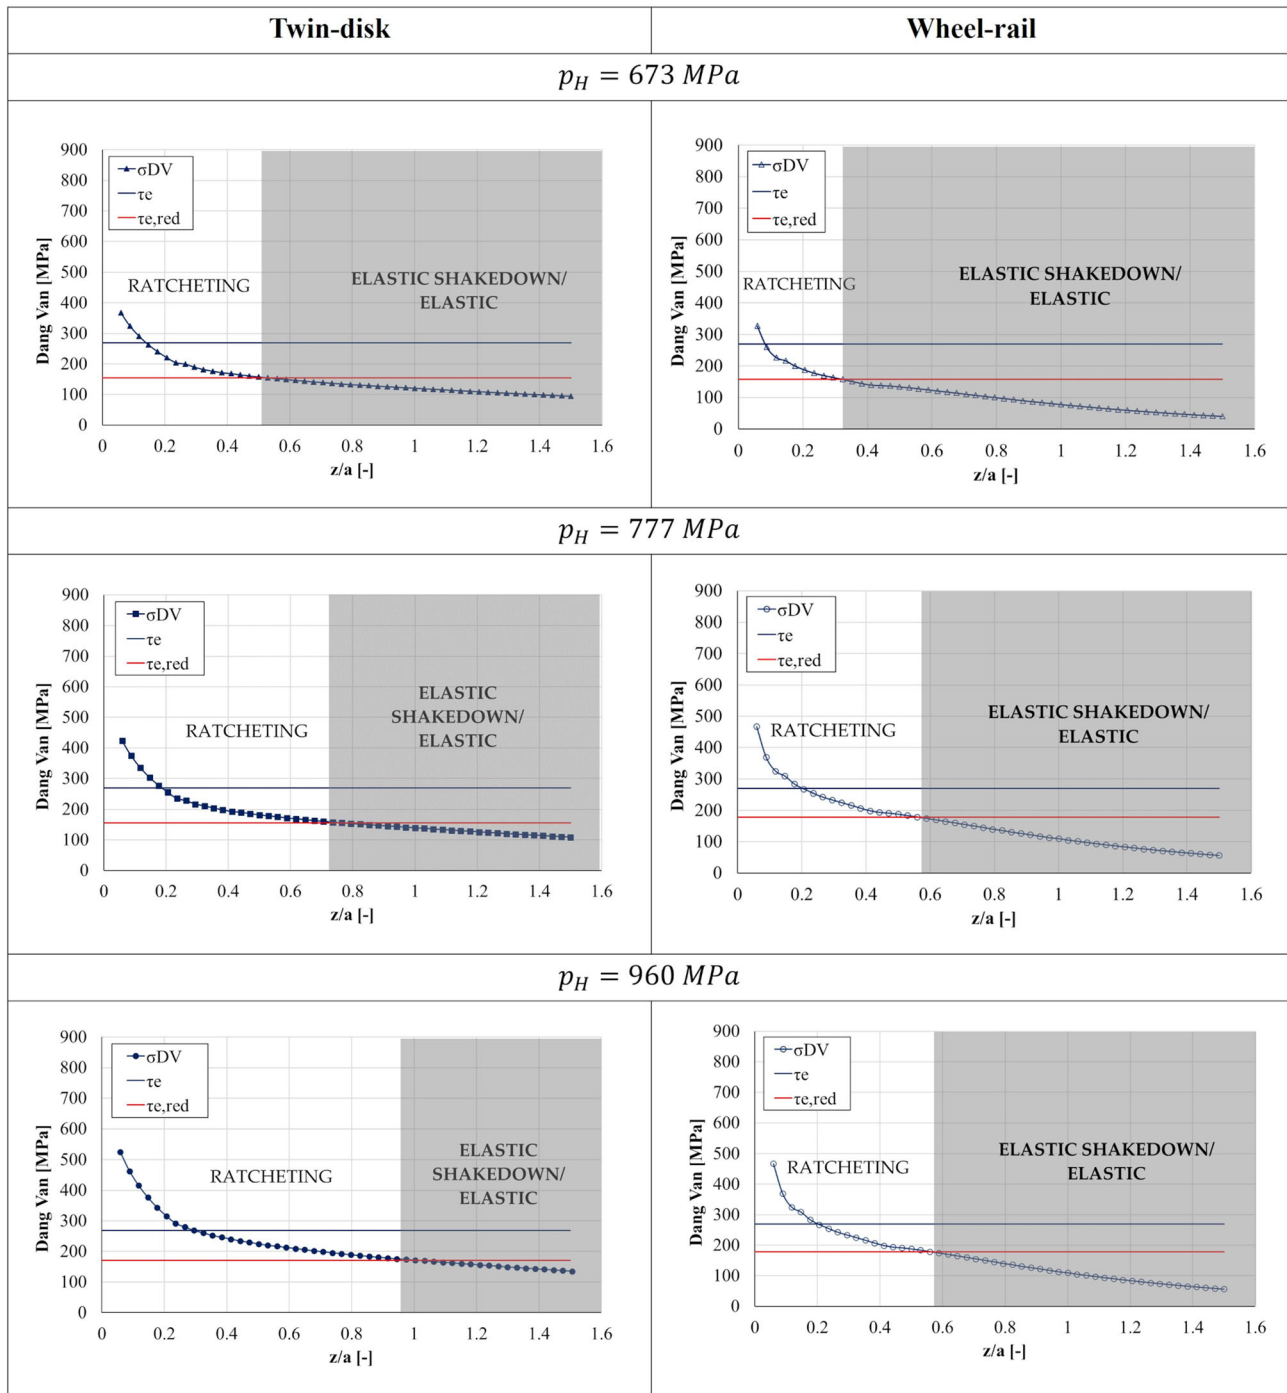 Twin-disk Wheel-rail
p_H = 673 MPa
900
800
700
600
500
400
300
200
100
0
Dang Van [MPa]
σDV
τe
τe,red
RATCHETING
ELASTIC SHAKEDOWN/
ELASTIC
0 0.2 0.4 0.6 0.8 1 1.2 1.4 1.6
z/a [-]
900
800
700
600
500
400
300
200
100
0
Dang Van [MPa]
σDV
τe
τe,red
RATCHETING
ELASTIC SHAKEDOWN/
ELASTIC
0 0.2 0.4 0.6 0.8 1 1.2 1.4 1.6
z/a [-]
p_H = 777 MPa
900
800
700
600
500
400
300
200
100
0
Dang Van [MPa]
σDV
τe
τe,red
RATCHETING
ELASTIC
SHAKEDOWN/
ELASTIC
0 0.2 0.4 0.6 0.8 1 1.2 1.4 1.6
z/a [-]
900
800
700
600
500
400
300
200
100
0
Dang Van [MPa]
σDV
τe
τe,red
RATCHETING
ELASTIC SHAKEDOWN/
ELASTIC
0 0.2 0.4 0.6 0.8 1 1.2 1.4 1.6
z/a [-]
p_H = 960 MPa
900
800
700
600
500
400
300
200
100
0
Dang Van [MPa]
σDV
τe
τe,red
RATCHETING
ELASTIC
SHAKEDOWN/
ELASTIC
0 0.2 0.4 0.6 0.8 1 1.2 1.4 1.6
z/a [-]
900
800
700
600
500
400
300
200
100
0
Dang Van [MPa]
σDV
τe
τe,red
RATCHETING
ELASTIC SHAKEDOWN/
ELASTIC
0 0.2 0.4 0.6 0.8 1 1.2 1.4 1.6
z/a [-]